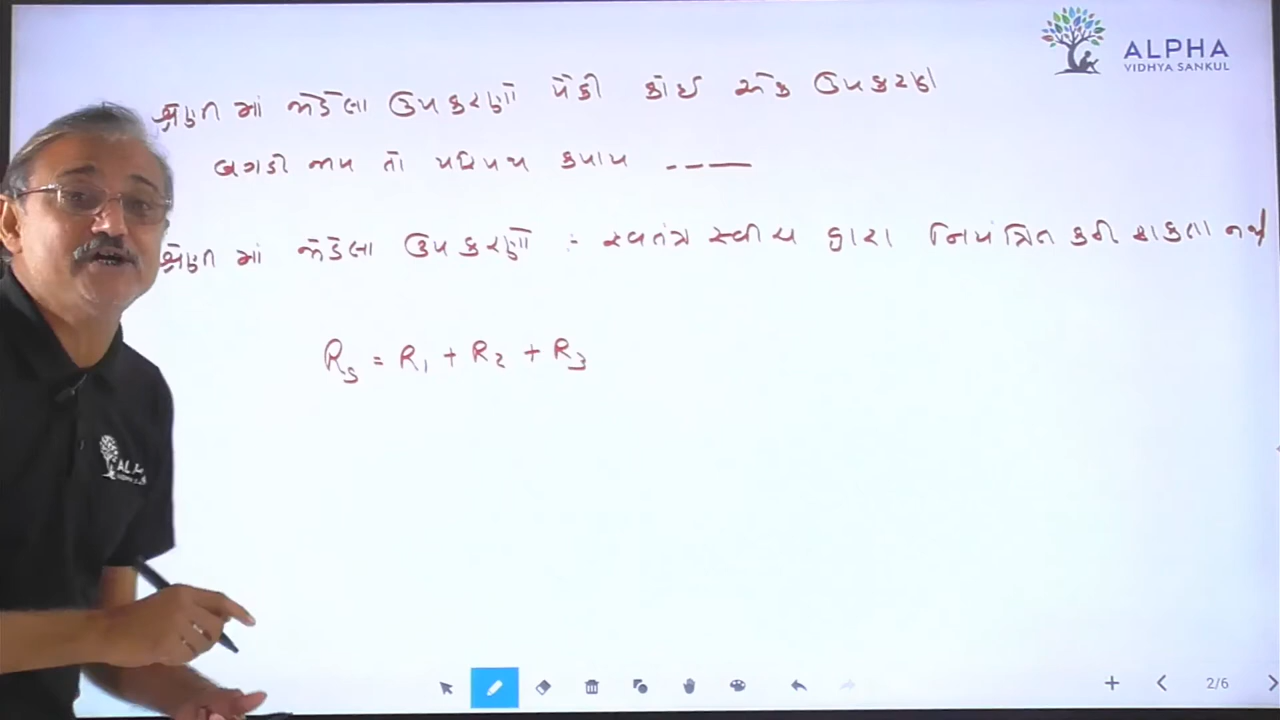 ALPHA
VIDHYA SANKUL
શ્રેણી માં જોડેલા ઉપકરણો પૈકી કોઈ એક ઉપકરણ
બગડી જાય તો પરિપથ કપાય ---
શ્રેણી માં જોડેલા ઉપકરણો :- સ્વતંત્ર સ્વીચ દ્વારા નિયંત્રિત કરી શકાતા નથી
Rs = R1 + R2 + R3
2/6